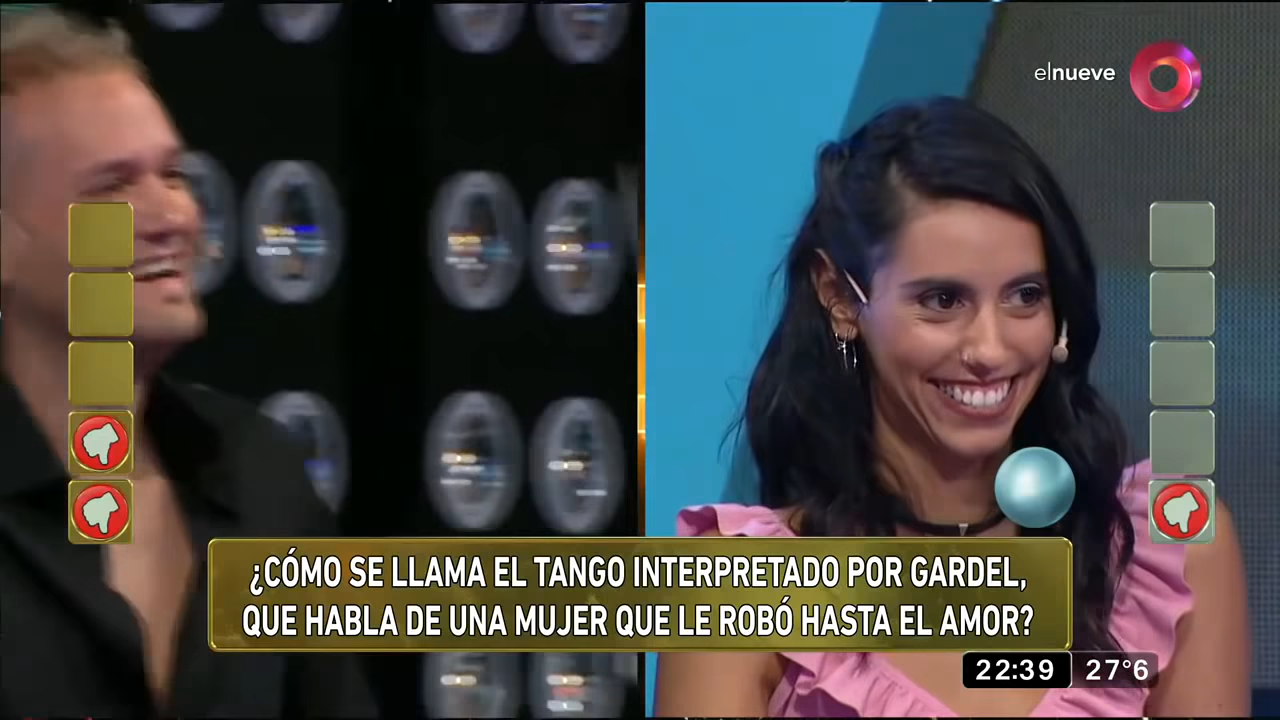 elnueve
¿CÓMO SE LLAMA EL TANGO INTERPRETADO POR GARDEL,
QUE HABLA DE UNA MUJER QUE LE ROBÓ HASTA EL AMOR?
22:39 27°6